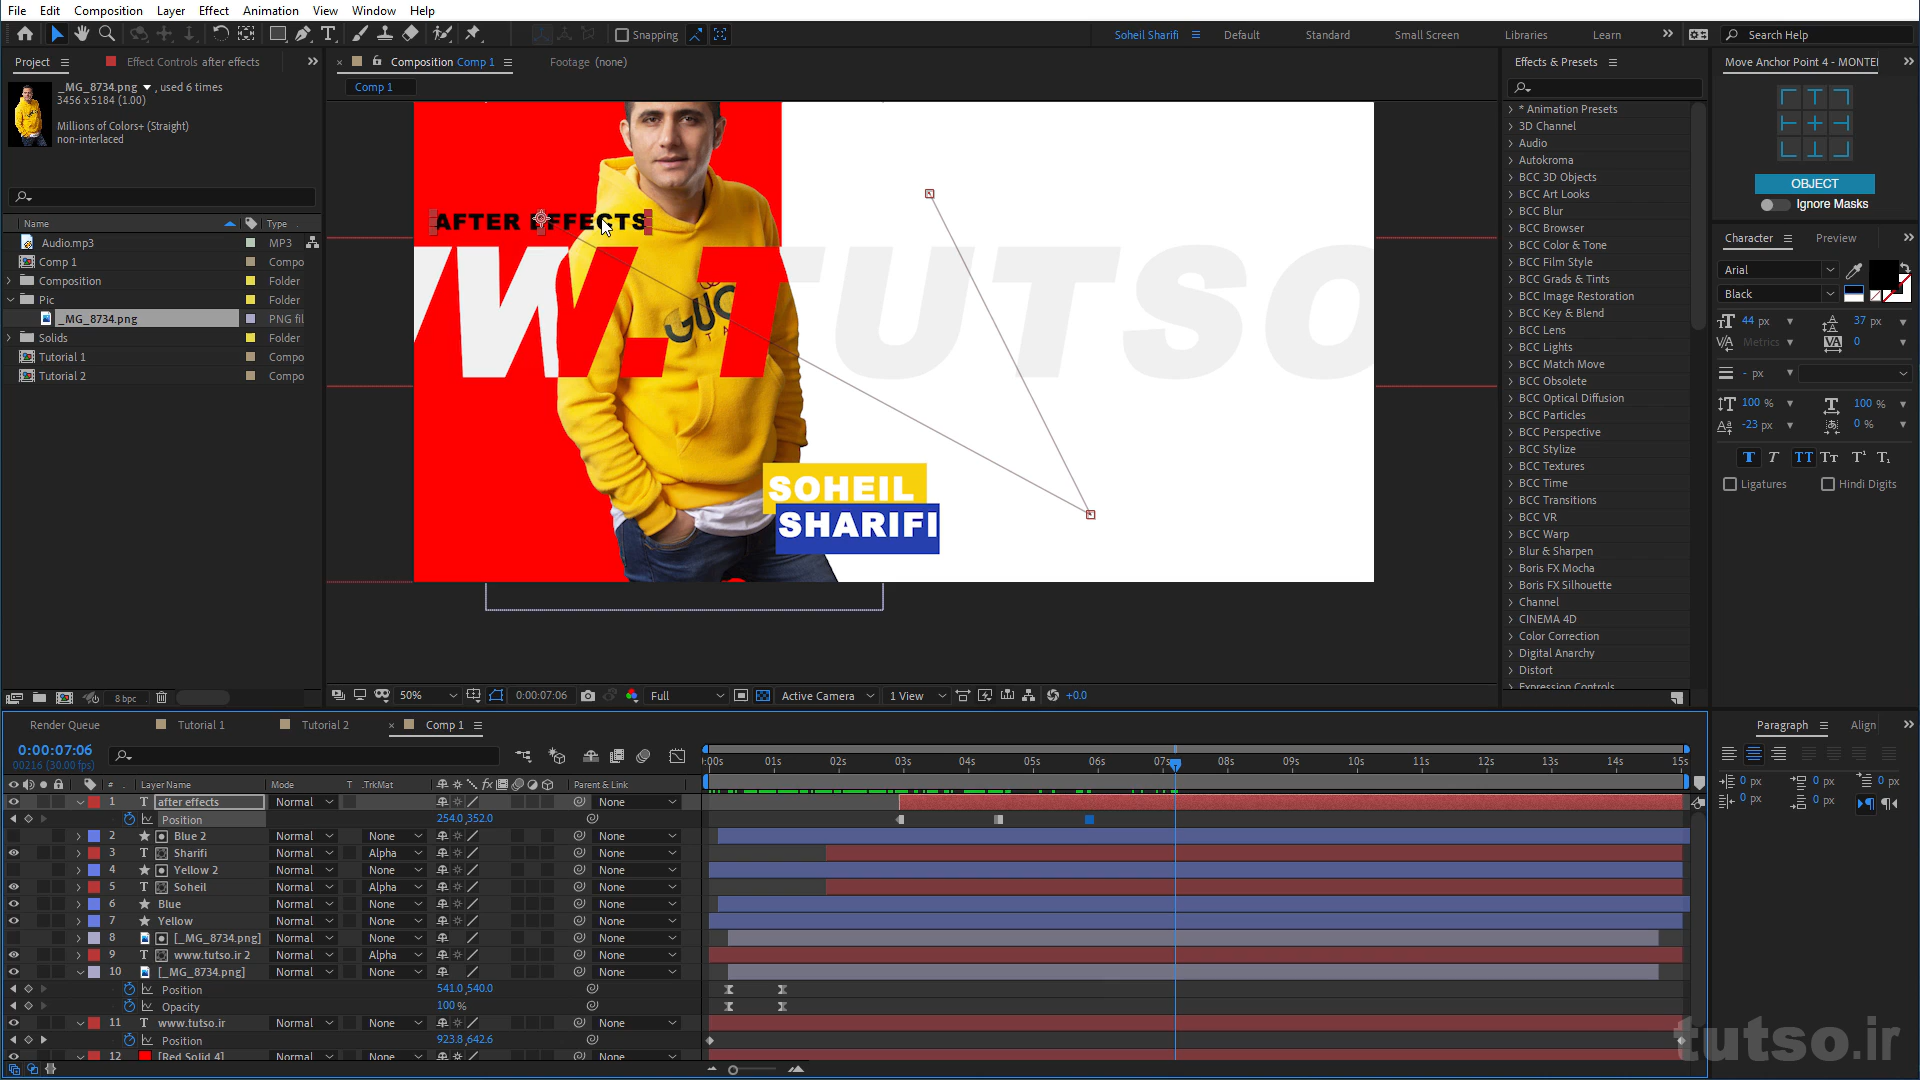 File Edit Composition Layer Effect Animation View Window Help
Snapping
Soheil Sharifi Default Standard Small Screen Libraries Learn Search Help
Project Effect Controls after effects
Composition Comp 1 Footage (none)
Effects & Presets
Move Anchor Point 4 - MONTEI
_MG_8734.png , used 6 times
3456 x 5184 (1.00)
Millions of Colors+ (Straight)
non-interlaced
Comp 1
Name Type
Audio.mp3 MP3
Comp 1 Compo
Composition Folder
Pic Folder
_MG_8734.png PNG fil
Solids Folder
Tutorial 1 Compo
Tutorial 2 Compo
8 bpc
AFTER EFFECTS
W.TUTSO
GUC
SOHEIL
SHARIFI
50% 0:00:07:06 Full Active Camera 1 View +0.0
* Animation Presets
3D Channel
Audio
Autokroma
BCC 3D Objects
BCC Art Looks
BCC Blur
BCC Browser
BCC Color & Tone
BCC Film Style
BCC Grads & Tints
BCC Image Restoration
BCC Key & Blend
BCC Lens
BCC Lights
BCC Match Move
BCC Obsolete
BCC Optical Diffusion
BCC Particles
BCC Perspective
BCC Stylize
BCC Textures
BCC Time
BCC Transitions
BCC VR
BCC Warp
Blur & Sharpen
Boris FX Mocha
Boris FX Silhouette
Channel
CINEMA 4D
Color Correction
Digital Anarchy
Distort
Expression Controls
OBJECT
Ignore Masks
Character Preview
Arial
Black
44 px 37 px
Metrics 0
- px
100 % 100 %
-23 px 0 %
Ligatures Hindi Digits
Render Queue Tutorial 1 Tutorial 2 Comp 1
0:00:07:06
00216 (30.00 fps)
# Layer Name Mode T .TrkMat Parent & Link
:00s 01s 02s 03s 04s 05s 06s 07s 08s 09s 10s 11s 12s 13s 14s 15s
1 after effects Normal None
Position 254.0,352.0
2 Blue 2 Normal None None
3 Sharifi Normal Alpha None
4 Yellow 2 Normal None None
5 Soheil Normal Alpha None
6 Blue Normal None None
7 Yellow Normal None None
8 [_MG_8734.png] Normal None None
9 www.tutso.ir 2 Normal Alpha None
10 [_MG_8734.png] Normal None None
Position 541.0,540.0
Opacity 100 %
11 www.tutso.ir Normal None None
Position 923.8,642.6
12 [Red Solid 4] Normal None None
Paragraph Align
0 px 0 px 0 px
0 px 0 px
tutso.ir